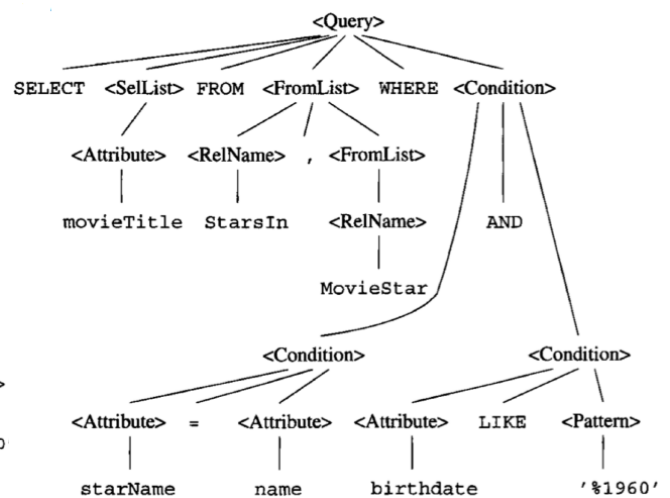 <Query>
SELECT <SelList> FROM <FromList> WHERE <Condition>
<Attribute> <RelName> , <FromList>
movieTitle StarsIn <RelName> AND
MovieStar
<Condition> <Condition>
>
<Attribute> = <Attribute> <Attribute> LIKE <Pattern>
starName name birthdate '%1960'